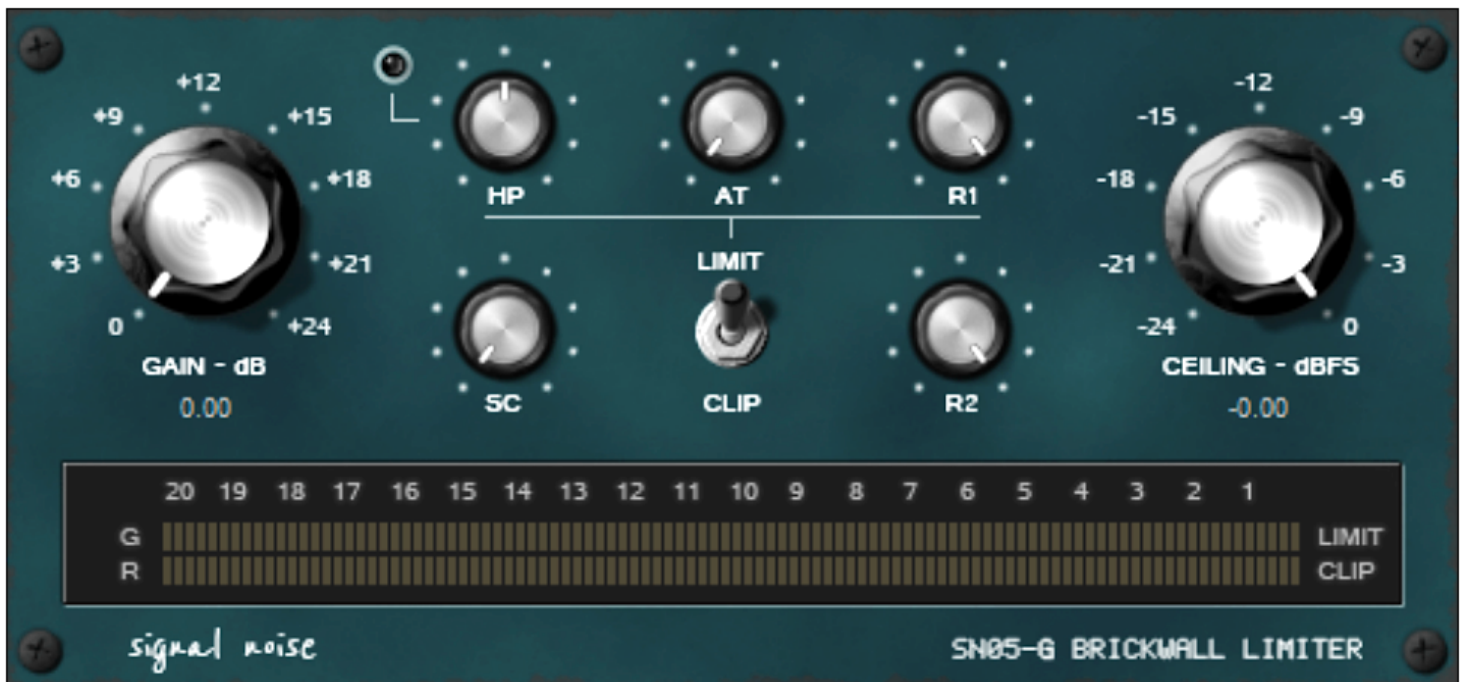 +12
+9 +15
+6 +18
+3 +21
0 +24
GAIN - dB
0.00
HP AT R1
LIMIT
SC CLIP R2
-12
-15 -9
-18 -6
-21 -3
-24 0
CEILING - dBFS
-0.00
20 19 18 17 16 15 14 13 12 11 10 9 8 7 6 5 4 3 2 1
G LIMIT
R CLIP
signal noise SN05-G BRICKWALL LIMITER